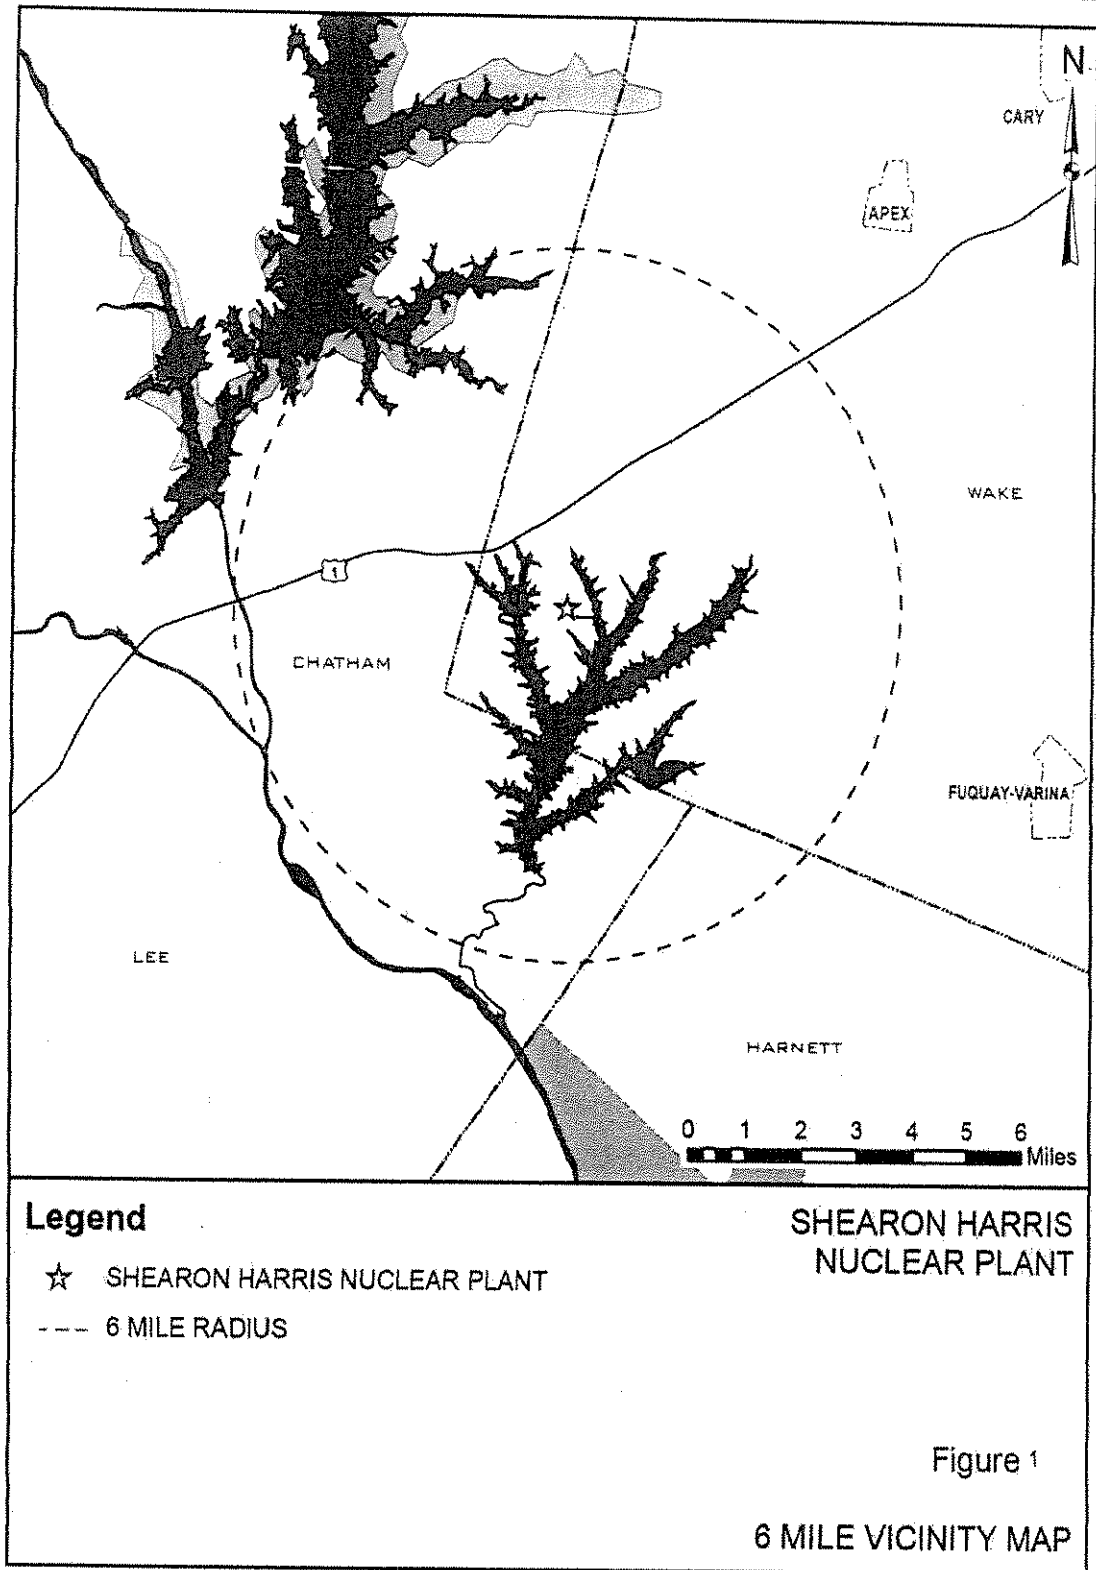 N
CARY
APEX
WAKE
1
CHATHAM
FUQUAY-VARINA
LEE
HARNETT
0 1 2 3 4 5 6
Miles
Legend
SHEARON HARRIS NUCLEAR PLANT
6 MILE RADIUS
SHEARON HARRIS
NUCLEAR PLANT
Figure 1
6 MILE VICINITY MAP